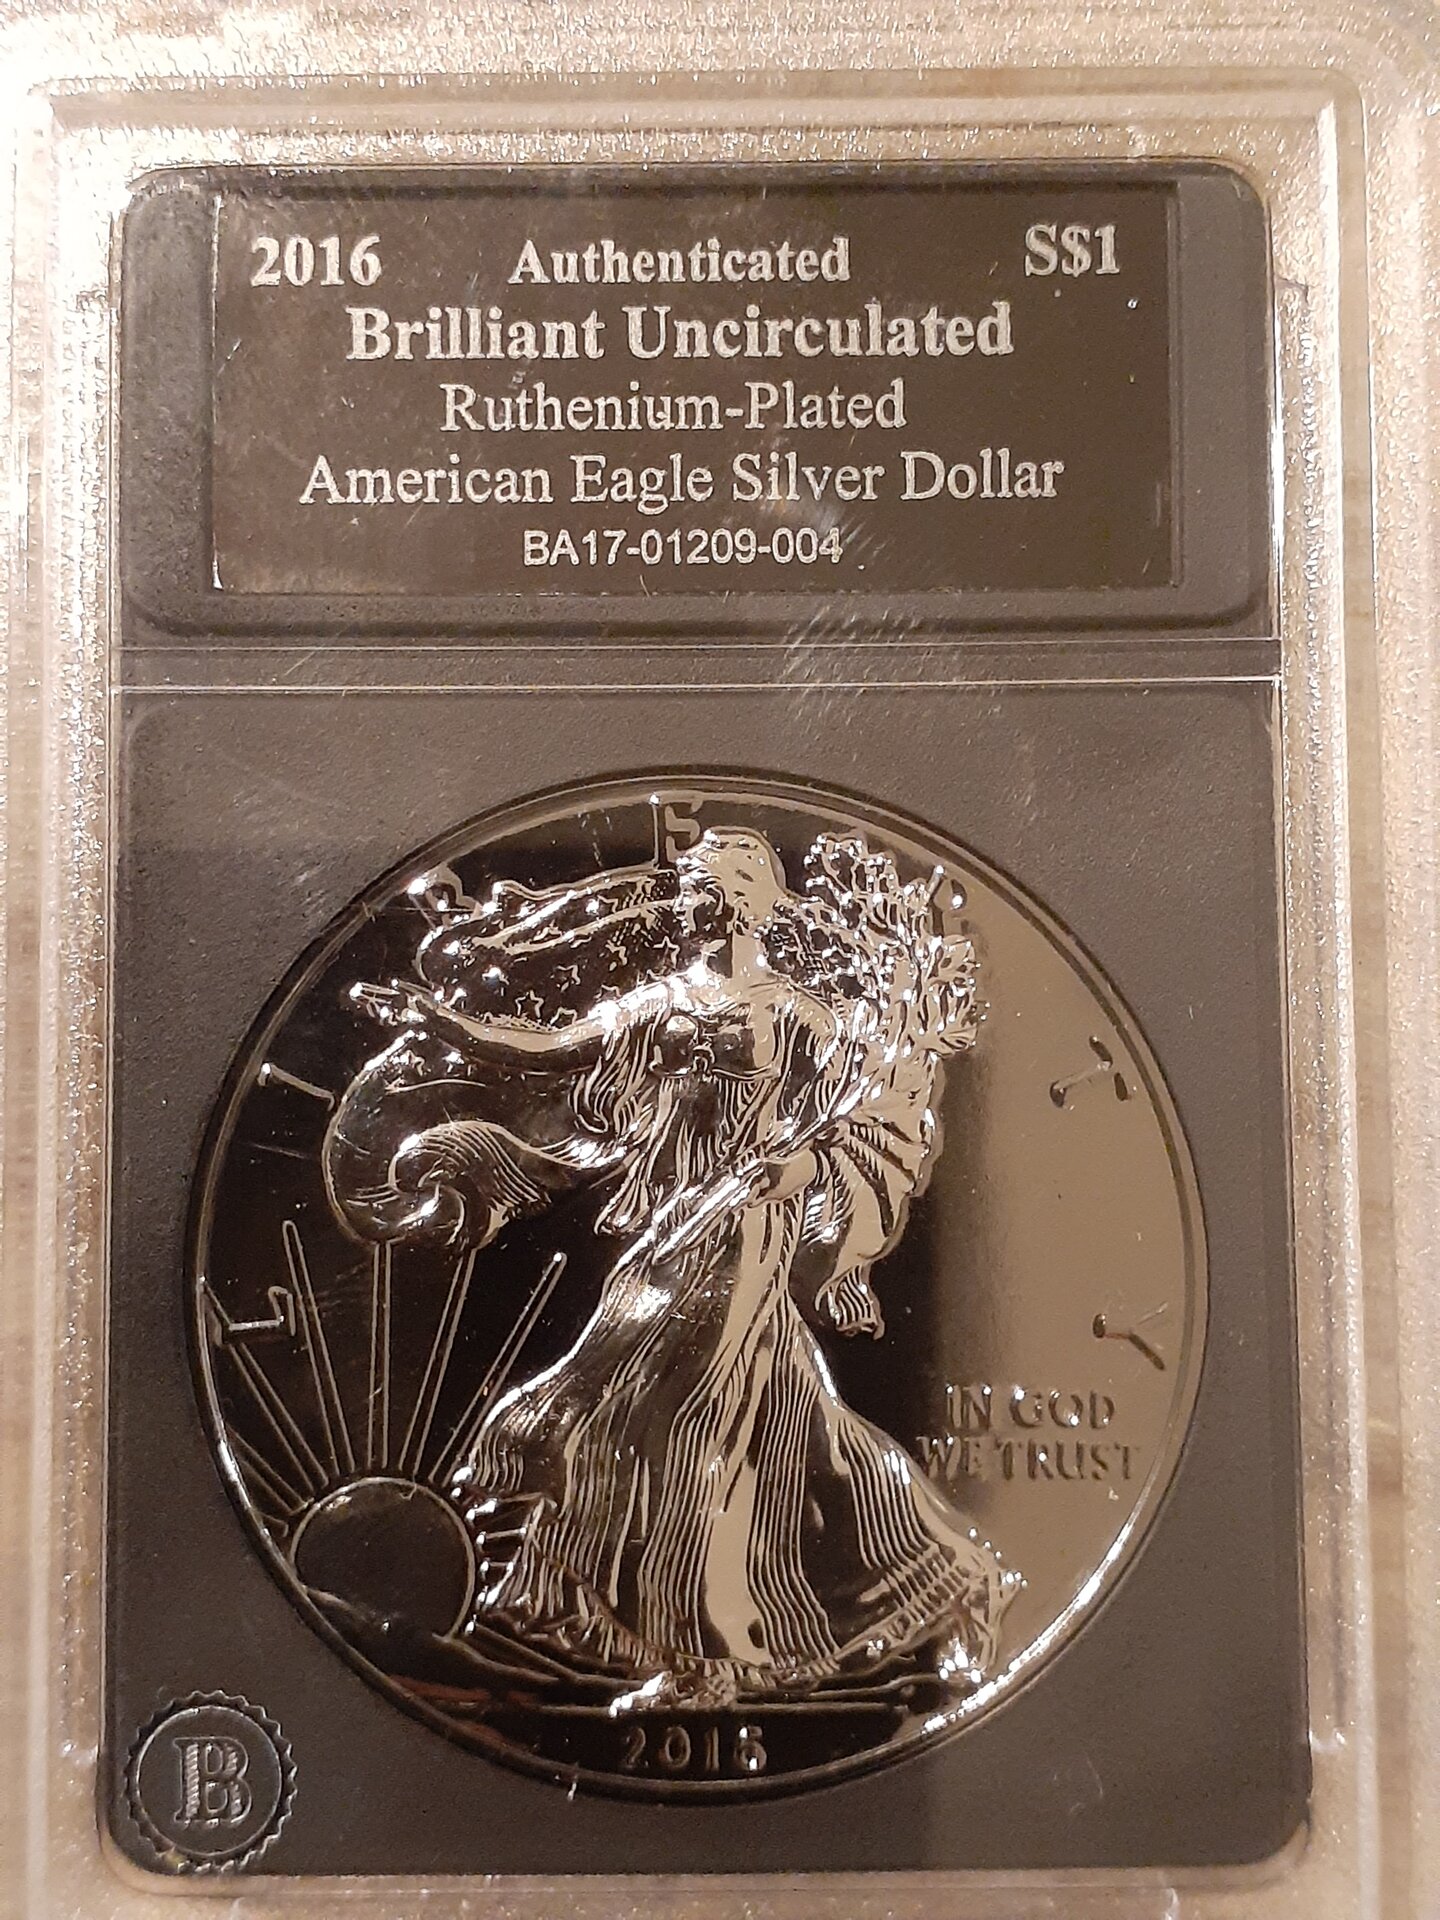 2016 Authenticated S$1
Brilliant Uncirculated
Ruthenium-Plated
American Eagle Silver Dollar
BA17-01209-004
L I B E R T Y
IN GOD
WE TRUST
2016
B